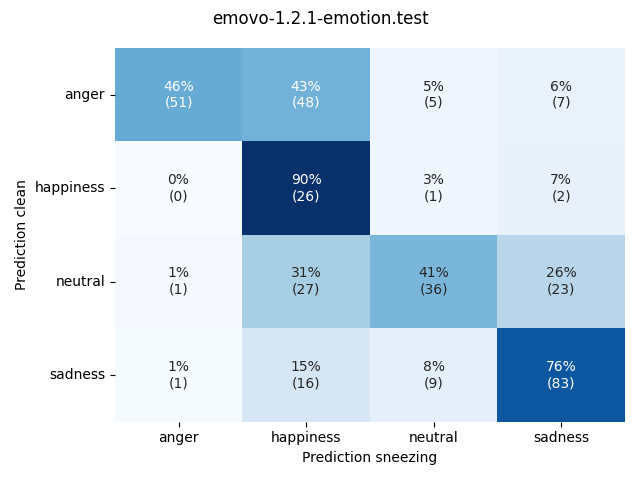 emovo-1.2.1-emotion.test
Prediction clean
anger
46% 43% 5% 6%
(51) (48) (5) (7)
happiness
0% 90% 3% 7%
(0) (26) (1) (2)
neutral
1% 31% 41% 26%
(1) (27) (36) (23)
sadness
1% 15% 8% 76%
(1) (16) (9) (83)
anger happiness neutral sadness
Prediction sneezing